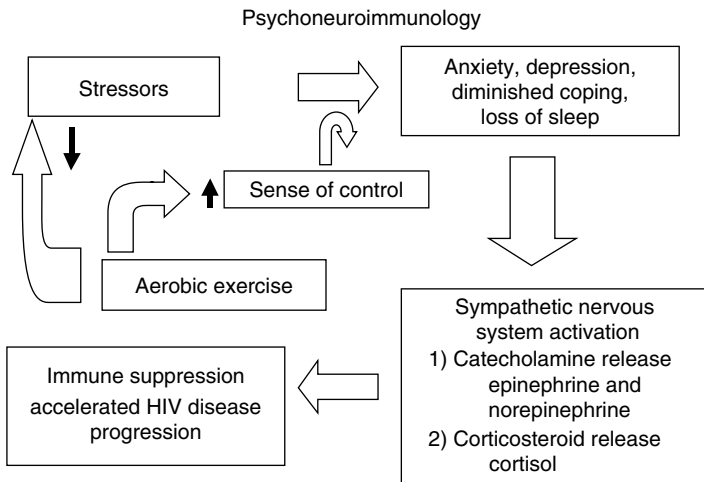 Psychoneuroimmunology
Stressors
Anxiety, depression,
diminished coping,
loss of sleep
Sense of control
Aerobic exercise
Sympathetic nervous
system activation
1) Catecholamine release
epinephrine and
norepinephrine
2) Corticosteroid release
cortisol
Immune suppression
accelerated HIV disease
progression